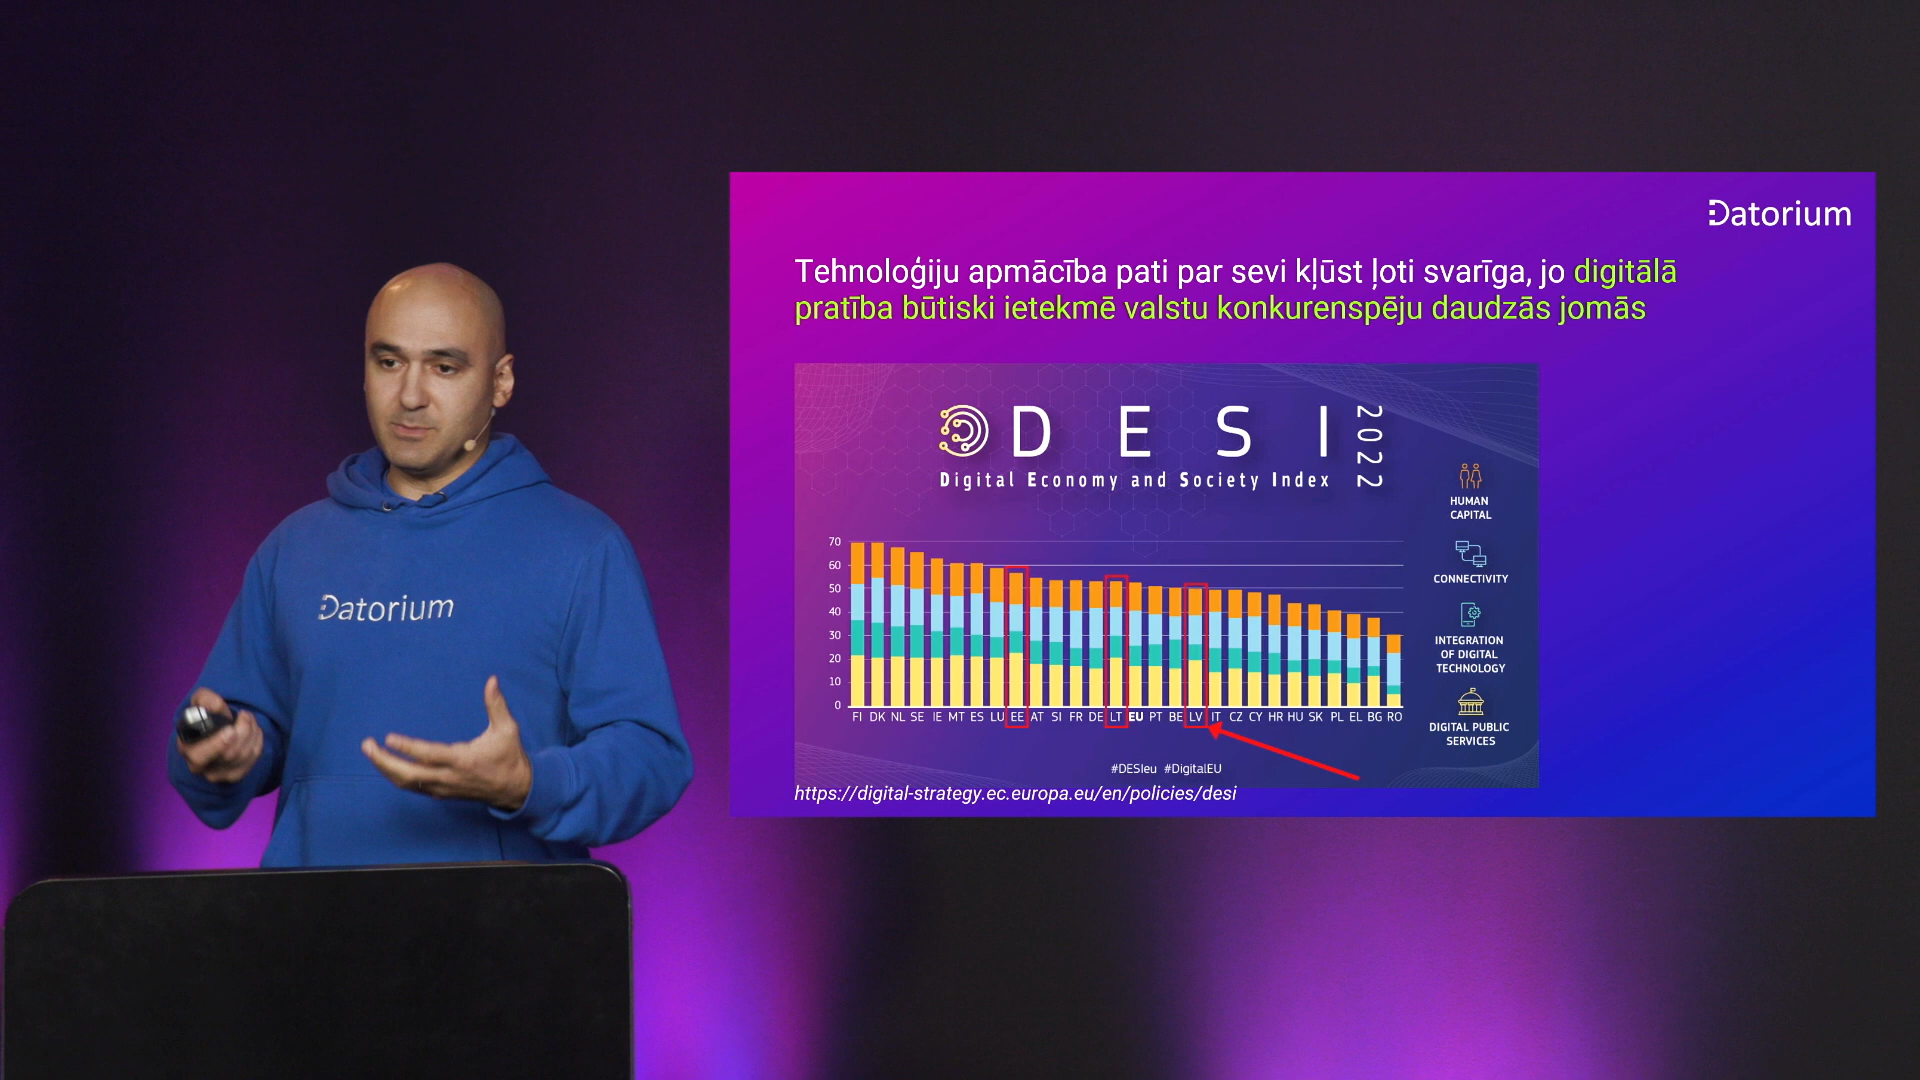 Datorium
Tehnoloģiju apmācība pati par sevi kļūst ļoti svarīga, jo digitālā
pratība būtiski ietekmē valstu konkurenspēju daudzās jomās
DESI 2022
Digital Economy and Society Index
HUMAN
CAPITAL
CONNECTIVITY
INTEGRATION
OF DIGITAL
TECHNOLOGY
DIGITAL PUBLIC
SERVICES
70
60
50
40
30
20
10
0
FI DK NL SE IE MT ES LU EE AT SI FR DE LT EU PT BE LV IT CZ CY HR HU SK PL EL BG RO
#DESIeu #DigitalEU
https://digital-strategy.ec.europa.eu/en/policies/desi
Datorium